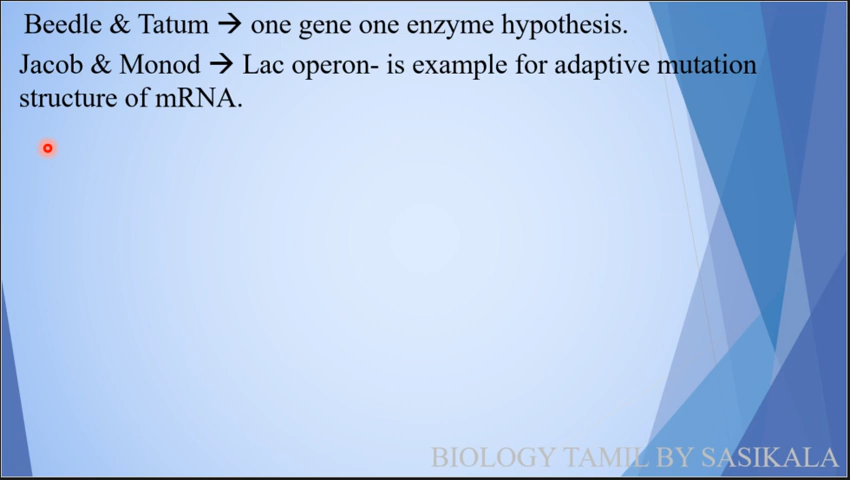 Beedle & Tatum → one gene one enzyme hypothesis.
Jacob & Monod → Lac operon- is example for adaptive mutation
structure of mRNA.
BIOLOGY TAMIL BY SASIKALA